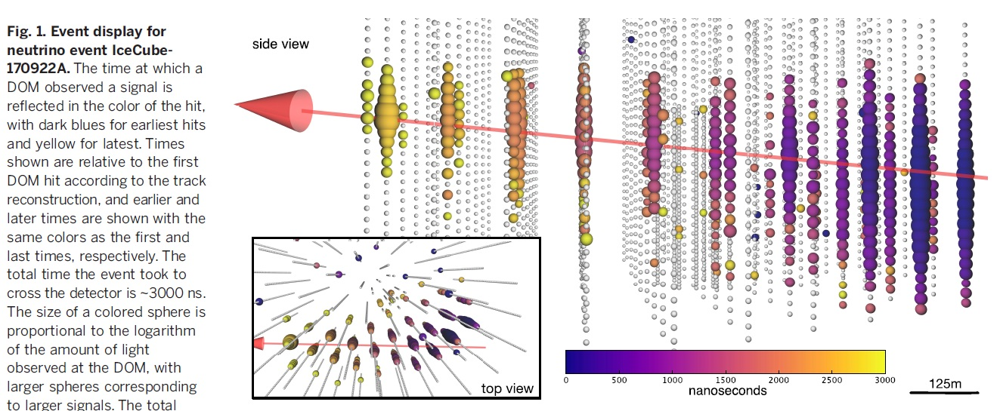 Fig. 1. Event display for
neutrino event IceCube-
170922A. The time at which a
DOM observed a signal is
reflected in the color of the hit,
with dark blues for earliest hits
and yellow for latest. Times
shown are relative to the first
DOM hit according to the track
reconstruction, and earlier and
later times are shown with the
same colors as the first and
last times, respectively. The
total time the event took to
cross the detector is ~3000 ns.
The size of a colored sphere is
proportional to the logarithm
of the amount of light
observed at the DOM, with
larger spheres corresponding
to larger signals. The total
side view
top view
0 500 1000 1500 2000 2500 3000
nanoseconds
125m